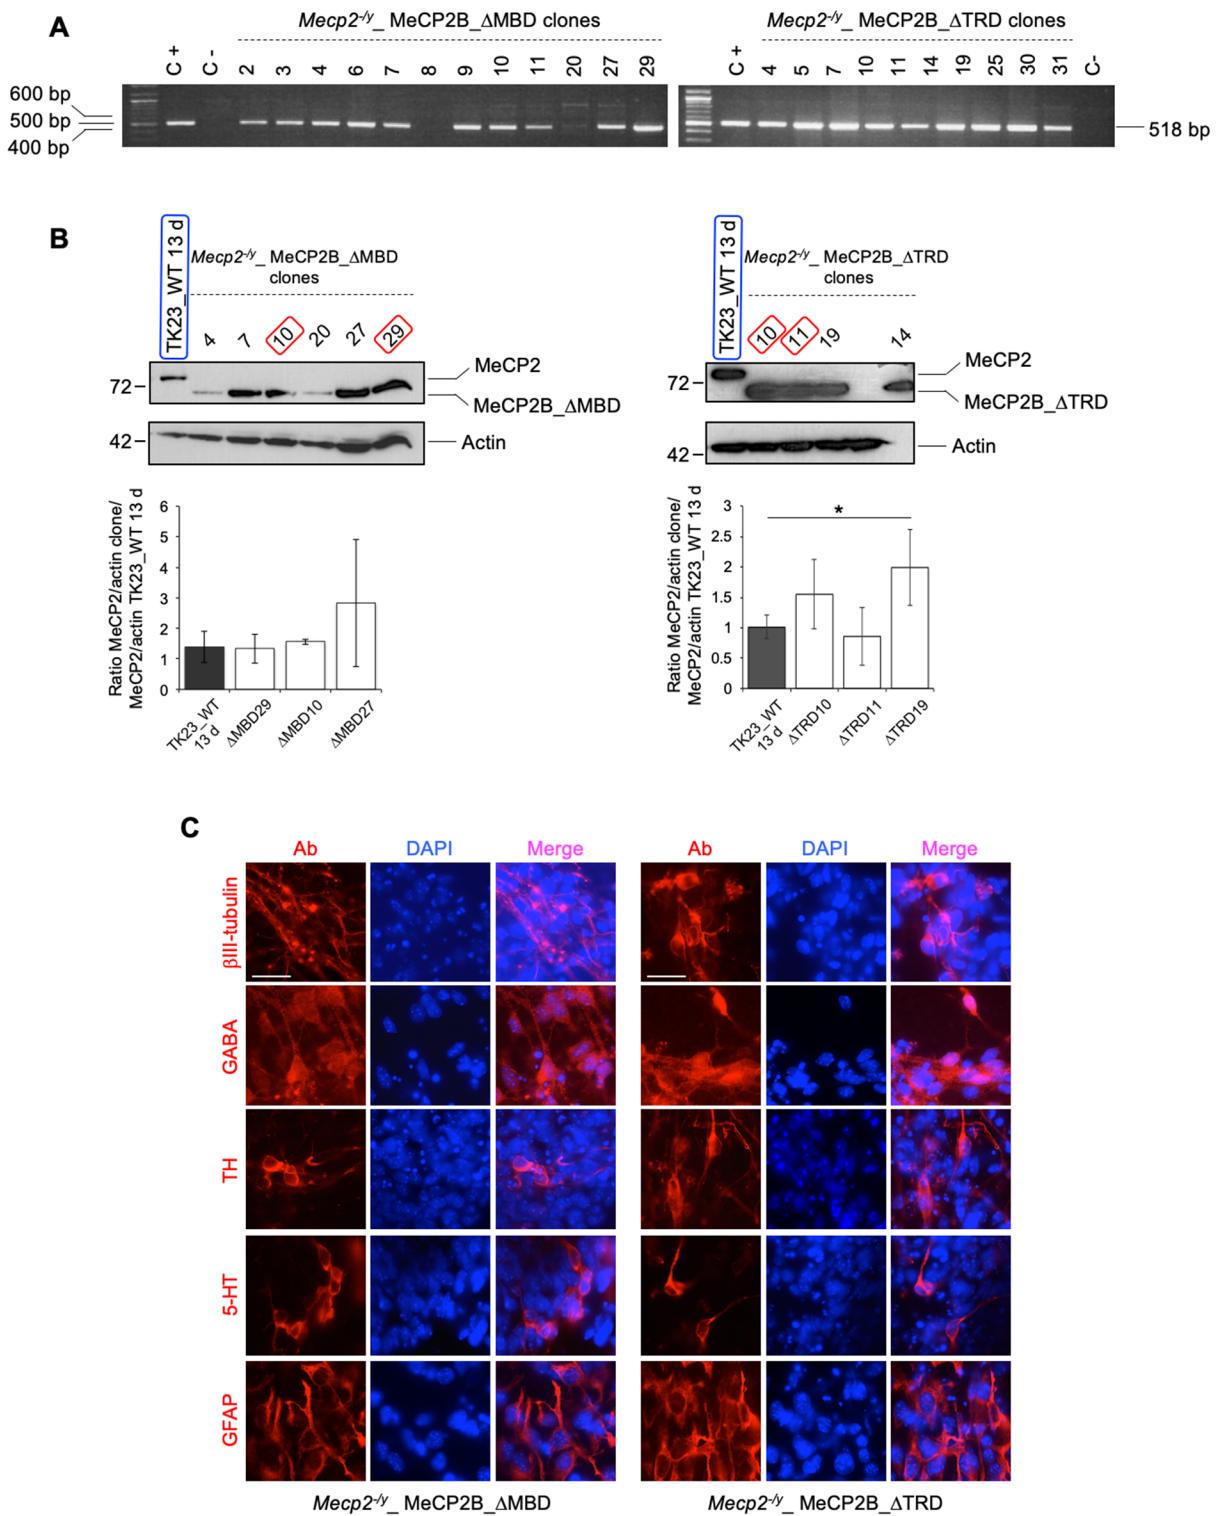 A
Mecp2-/y_ MeCP2B_ΔMBD clones
Mecp2-/y_ MeCP2B_ΔTRD clones
C + C - 2 3 4 6 7 8 9 10 11 20 27 29
C + 4 5 7 10 11 14 19 25 30 31 C-
600 bp
500 bp
400 bp
518 bp
B
TK23_WT 13 d
Mecp2-/y_ MeCP2B_ΔMBD
clones
4 7 10 20 27 29
72
MeCP2
MeCP2B_ΔMBD
42
Actin
TK23_WT 13 d
Mecp2-/y_ MeCP2B_ΔTRD
clones
10 11 19 14
72
MeCP2
MeCP2B_ΔTRD
42
Actin
Ratio MeCP2/actin clone/
MeCP2/actin TK23_WT 13 d
6
5
4
3
2
1
0
TK23_WT
13 d
ΔMBD29
ΔMBD10
ΔMBD27
Ratio MeCP2/actin clone/
MeCP2/actin TK23_WT 13 d
3
2.5
2
1.5
1
0.5
0
*
TK23_WT
13 d
ΔTRD10
ΔTRD11
ΔTRD19
C
Ab DAPI Merge Ab DAPI Merge
βIII-tubulin
GABA
TH
5-HT
GFAP
Mecp2-/y_ MeCP2B_ΔMBD
Mecp2-/y_ MeCP2B_ΔTRD